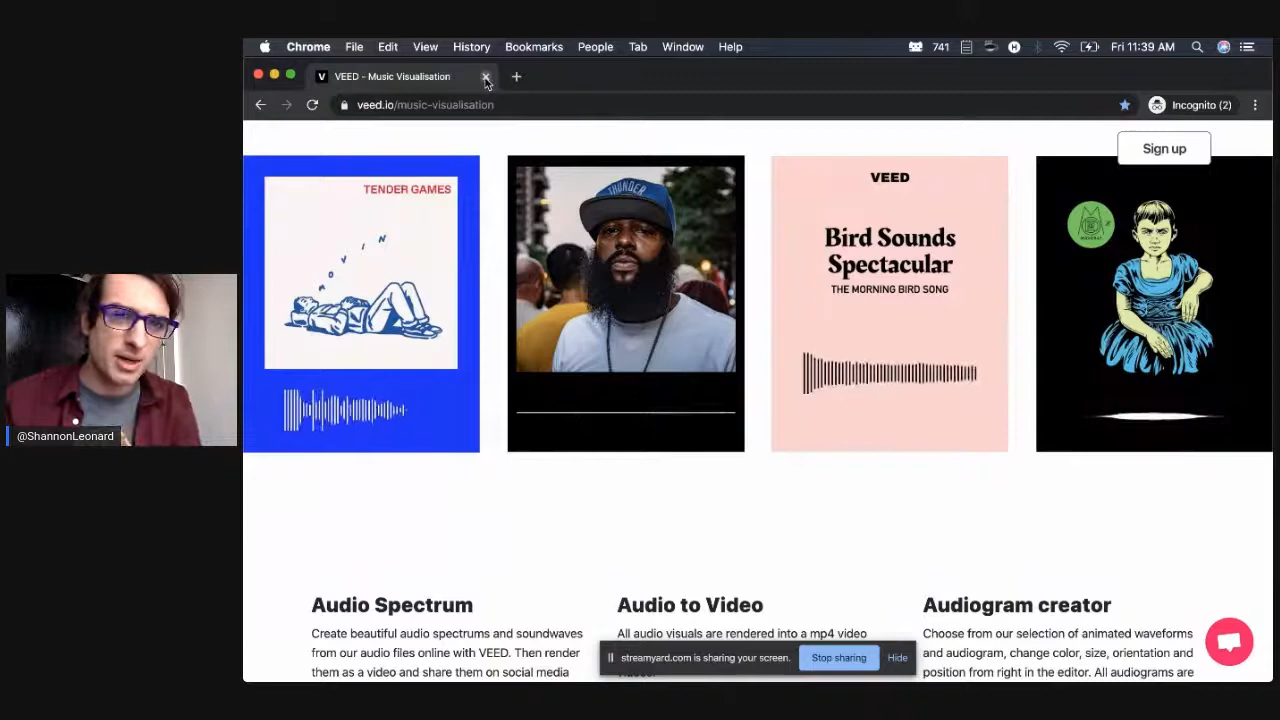 Chrome File Edit View History Bookmarks People Tab Window Help 741 Fri 11:39 AM
V VEED - Music Visualisation
veed.io/music-visualisation Incognito (2)
Sign up
TENDER GAMES
M O V I N
THUNDER
VEED
Bird Sounds
Spectacular
THE MORNING BIRD SONG
@ShannonLeonard
Audio Spectrum
Create beautiful audio spectrums and soundwaves
from our audio files online with VEED. Then render
them as a video and share them on social media
Audio to Video
All audio visuals are rendered into a mp4 video
Audiogram creator
Choose from our selection of animated waveforms
and audiogram, change color, size, orientation and
position from right in the editor. All audiograms are
streamyard.com is sharing your screen. Stop sharing Hide